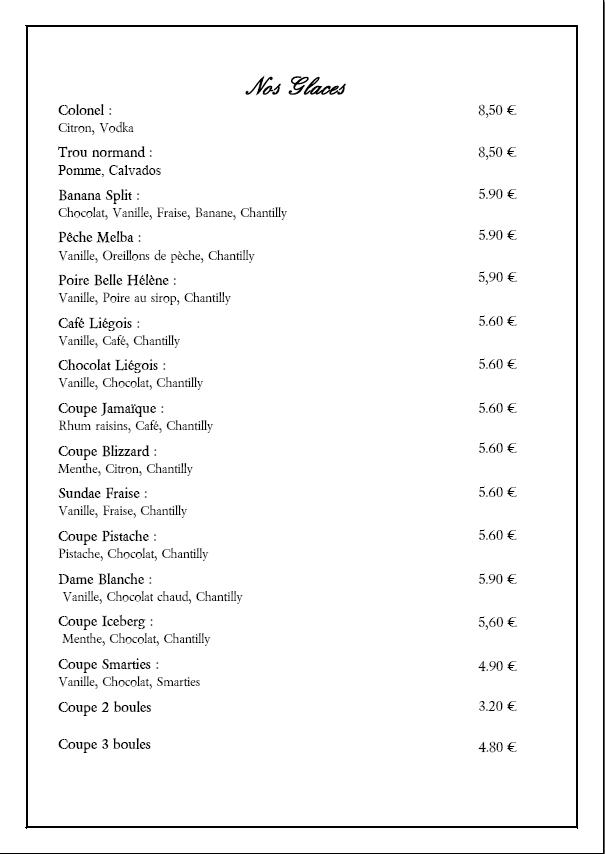 Nos Glaces
Colonel : 8,50 €
Citron, Vodka
Trou normand : 8,50 €
Pomme, Calvados
Banana Split : 5.90 €
Chocolat, Vanille, Fraise, Banane, Chantilly
Pêche Melba : 5.90 €
Vanille, Oreillons de pèche, Chantilly
Poire Belle Hélène : 5,90 €
Vanille, Poire au sirop, Chantilly
Café Liégois : 5.60 €
Vanille, Café, Chantilly
Chocolat Liégois : 5.60 €
Vanille, Chocolat, Chantilly
Coupe Jamaïque : 5.60 €
Rhum raisins, Café, Chantilly
Coupe Blizzard : 5.60 €
Menthe, Citron, Chantilly
Sundae Fraise : 5.60 €
Vanille, Fraise, Chantilly
Coupe Pistache : 5.60 €
Pistache, Chocolat, Chantilly
Dame Blanche : 5.90 €
Vanille, Chocolat chaud, Chantilly
Coupe Iceberg : 5,60 €
Menthe, Chocolat, Chantilly
Coupe Smarties : 4.90 €
Vanille, Chocolat, Smarties
Coupe 2 boules 3.20 €
Coupe 3 boules 4.80 €